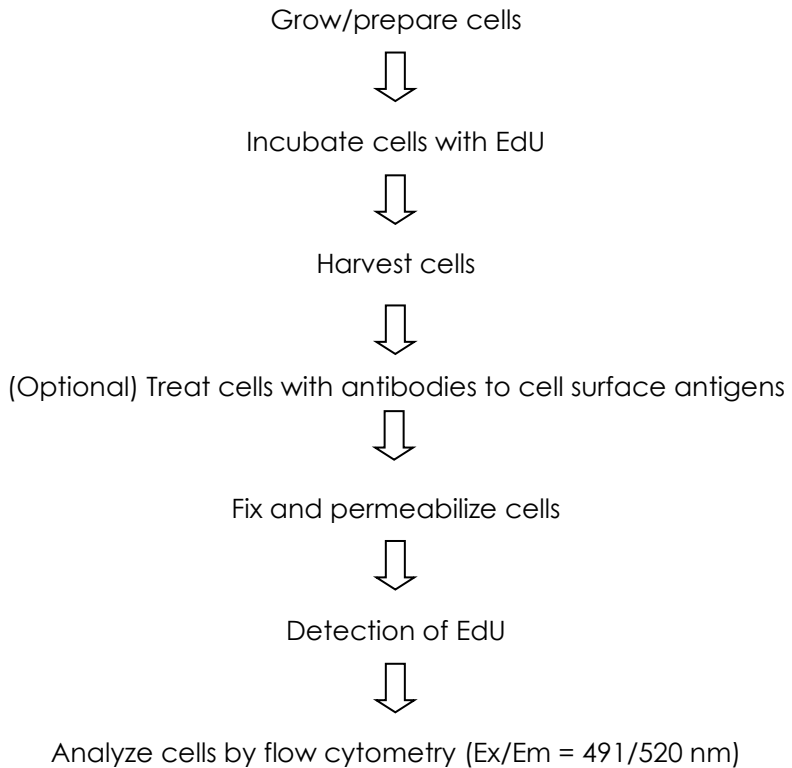 Grow/prepare cells
Incubate cells with EdU
Harvest cells
(Optional) Treat cells with antibodies to cell surface antigens
Fix and permeabilize cells
Detection of EdU
Analyze cells by flow cytometry (Ex/Em = 491/520 nm)